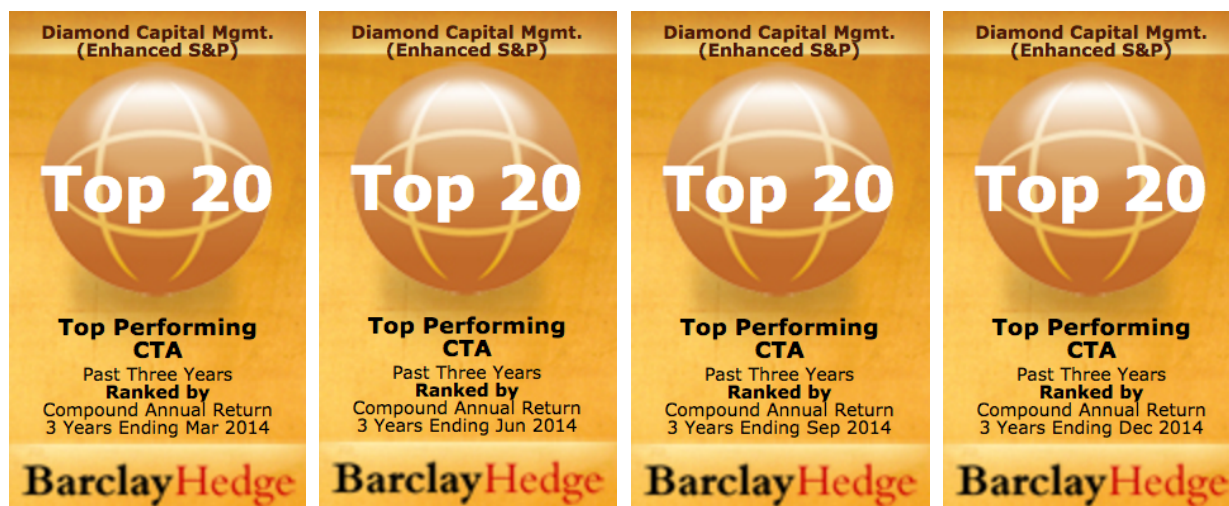 Diamond Capital Mgmt.
(Enhanced S&P)
Top 20
Top Performing
CTA
Past Three Years
Ranked by
Compound Annual Return
3 Years Ending Mar 2014
BarclayHedge
Diamond Capital Mgmt.
(Enhanced S&P)
Top 20
Top Performing
CTA
Past Three Years
Ranked by
Compound Annual Return
3 Years Ending Jun 2014
BarclayHedge
Diamond Capital Mgmt.
(Enhanced S&P)
Top 20
Top Performing
CTA
Past Three Years
Ranked by
Compound Annual Return
3 Years Ending Sep 2014
BarclayHedge
Diamond Capital Mgmt.
(Enhanced S&P)
Top 20
Top Performing
CTA
Past Three Years
Ranked by
Compound Annual Return
3 Years Ending Dec 2014
BarclayHedge